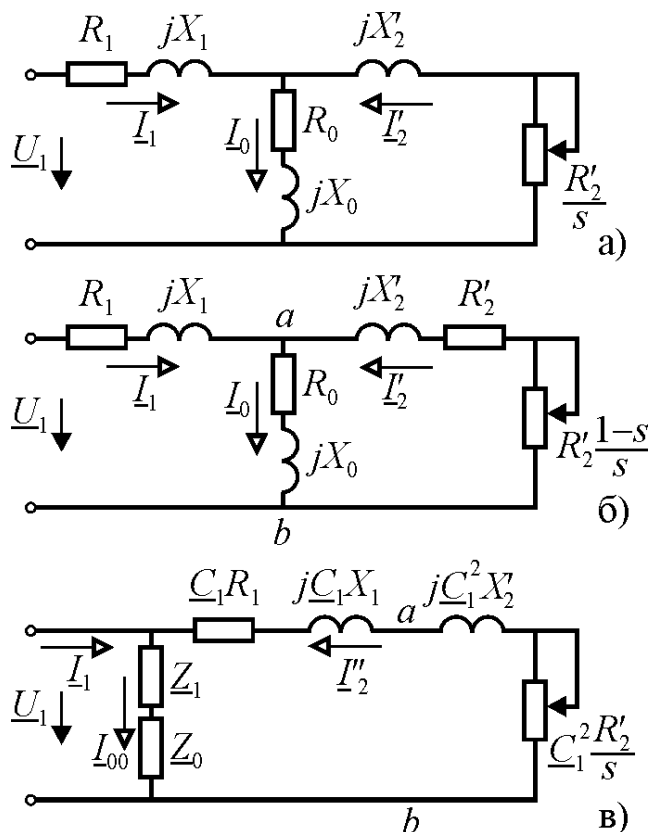 R₁ jX₁ jX′₂
I₁ I₀ R₀ I′₂
U₁
jX₀ R′₂/s
а)
R₁ jX₁ a jX′₂ R′₂
I₁ I₀ R₀ I′₂
U₁
jX₀ R′₂ 1−s/s
b б)
C₁R₁ jC₁X₁ a jC₁²X′₂
I₁ Z₁ I″₂
U₁
I₀₀ Z₀ C₁² R′₂/s
b в)